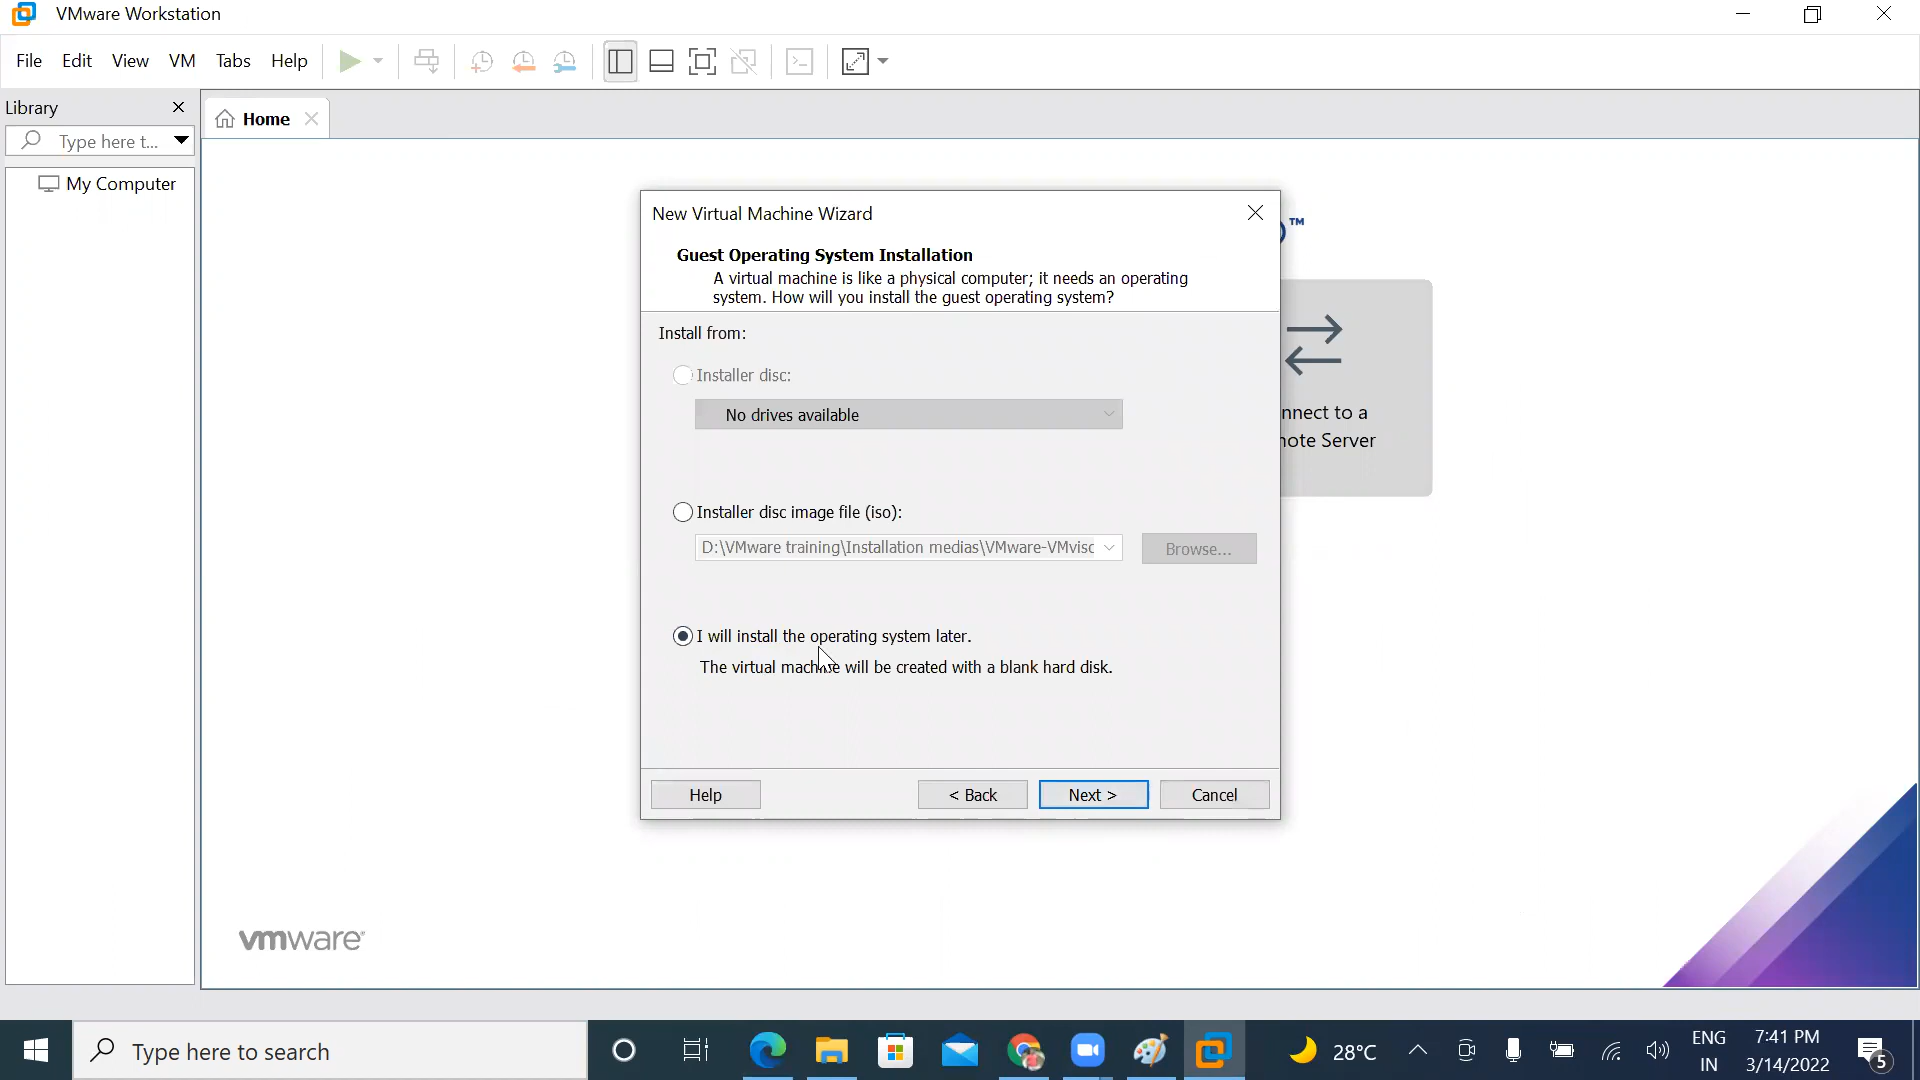 VMware Workstation
File Edit View VM Tabs Help
Library
Type here t...
My Computer
Home
TM
nnect to a
note Server
New Virtual Machine Wizard
Guest Operating System Installation
A virtual machine is like a physical computer; it needs an operating
system. How will you install the guest operating system?
Install from:
Installer disc:
No drives available
Installer disc image file (iso):
D:\VMware training\Installation medias\VMware-VMvisc
Browse...
I will install the operating system later.
The virtual machine will be created with a blank hard disk.
Help
< Back
Next >
Cancel
vmware
Type here to search
28°C
ENG
IN
7:41 PM
3/14/2022
5